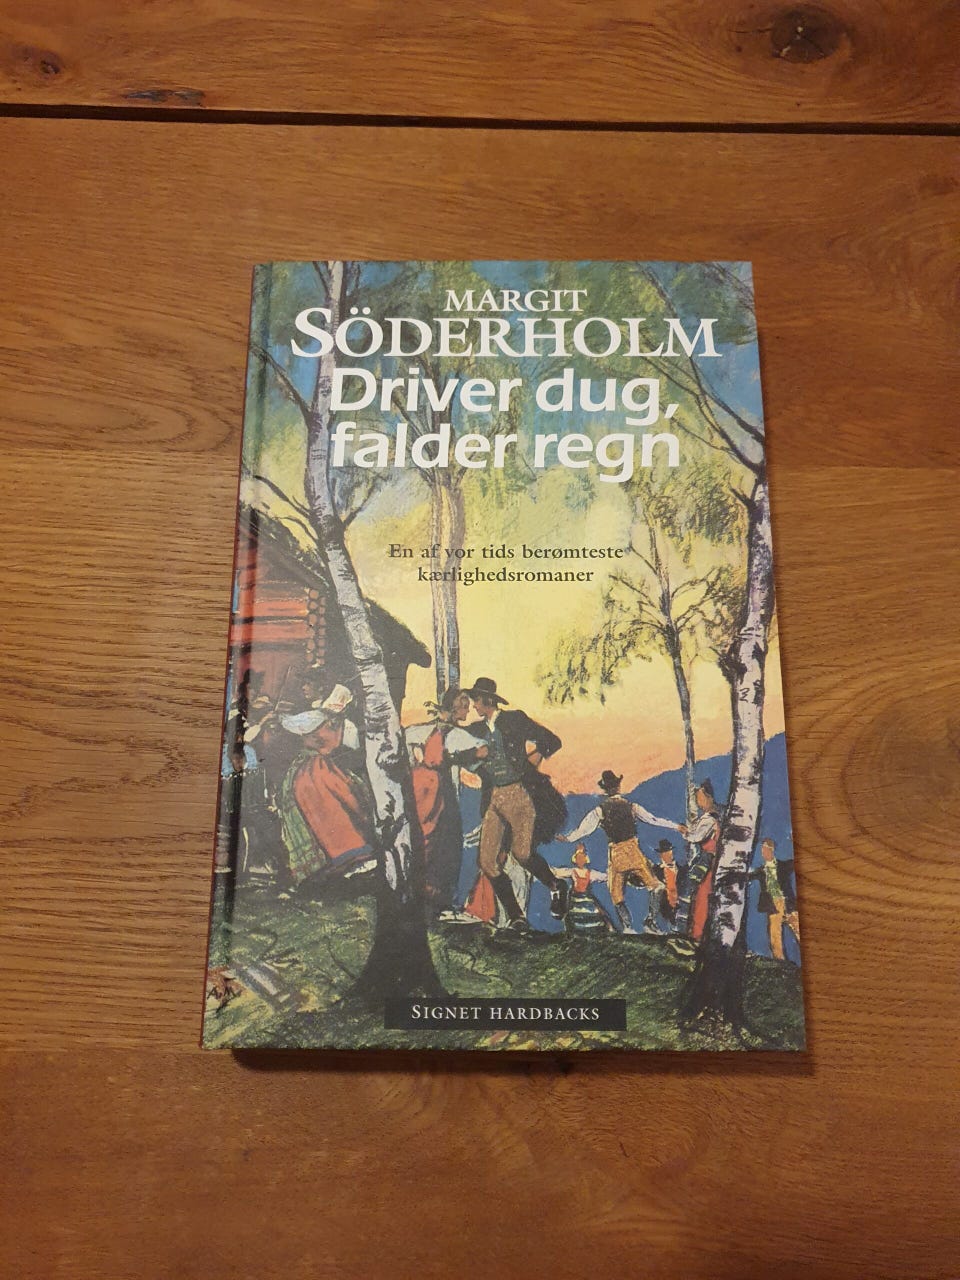 MARGIT
SÖDERHOLM
Driver dug,
falder regn
En af vor tids berømteste
kærlighedsromaner
A.M
SIGNET HARDBACKS